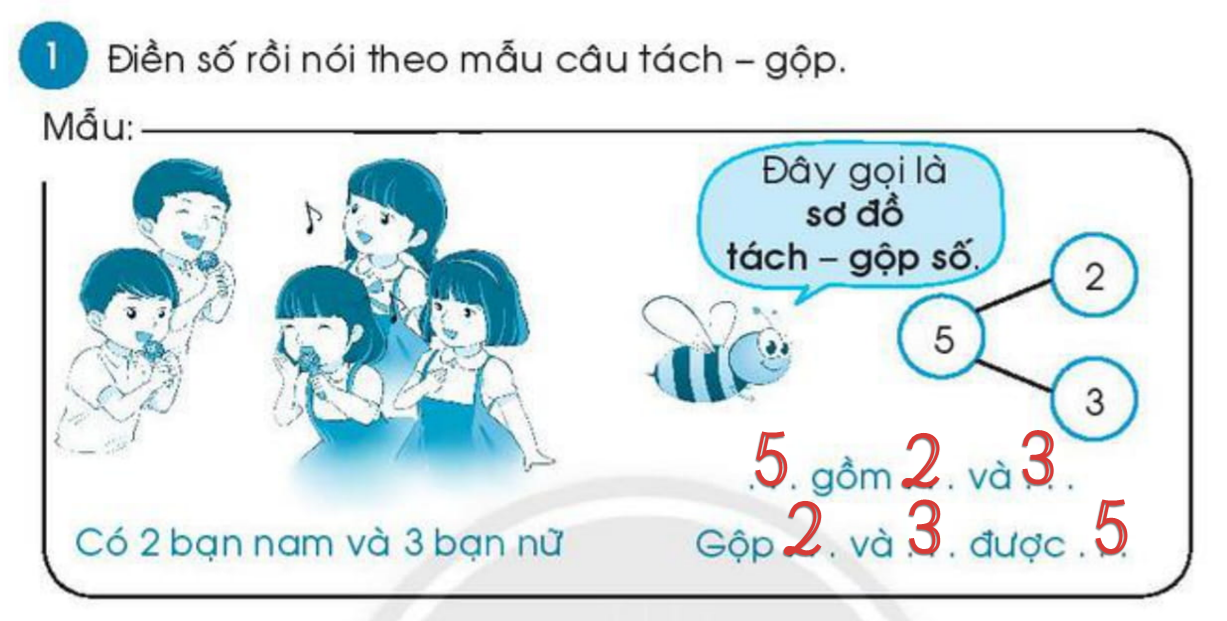 1 Điền số rồi nói theo mẫu câu tách – gộp.
Mẫu:
Đây gọi là
sơ đồ
tách – gộp số.
2
5
3
5 gồm 2 và 3
Có 2 bạn nam và 3 bạn nữ
Gộp 2 và 3 được 5